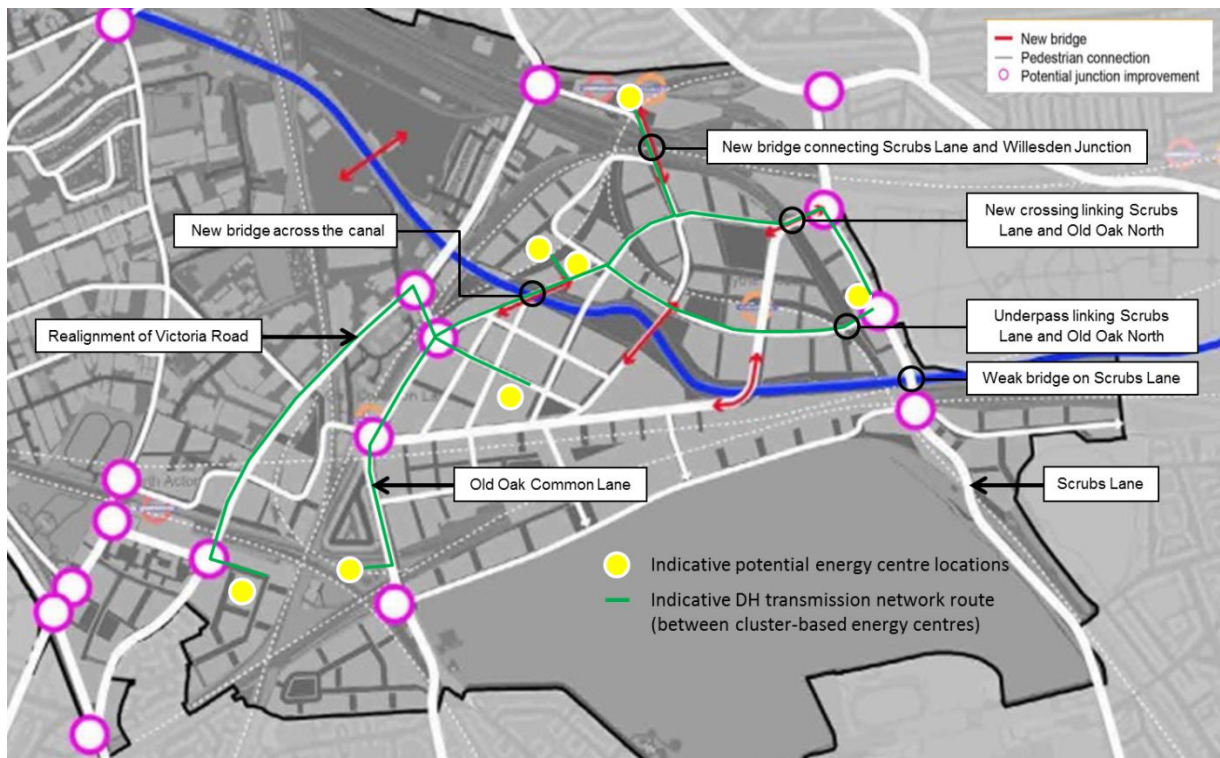 New bridge
Pedestrian connection
Potential junction improvement
New bridge connecting Scrubs Lane and Willesden Junction
New crossing linking Scrubs
Lane and Old Oak North
New bridge across the canal
Realignment of Victoria Road
Underpass linking Scrubs
Lane and Old Oak North
Weak bridge on Scrubs Lane
Old Oak Common Lane
Scrubs Lane
Indicative potential energy centre locations
Indicative DH transmission network route
(between cluster-based energy centres)